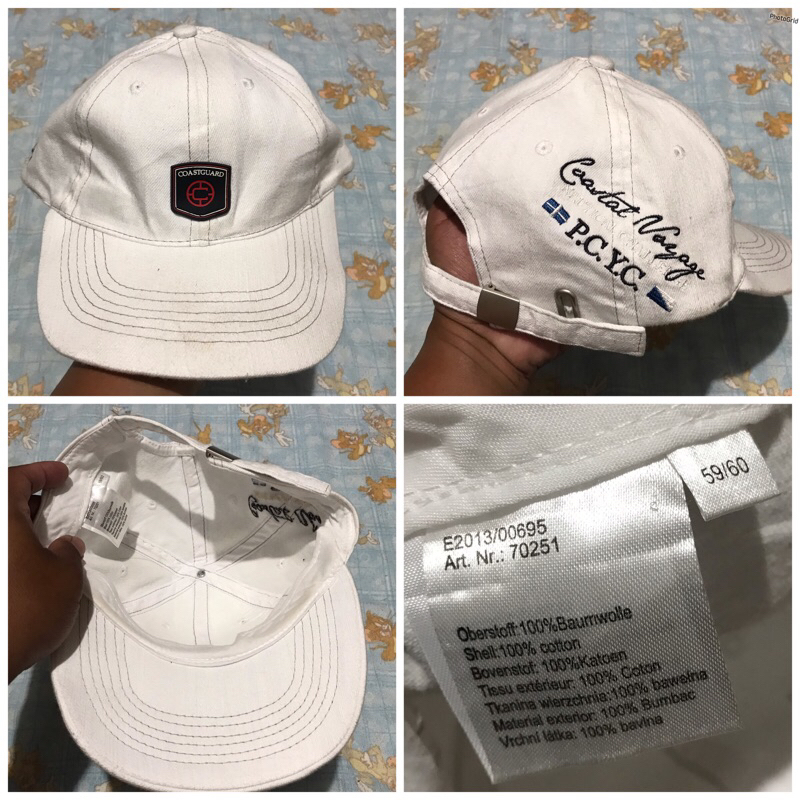 PhotoGrid
COASTGUARD
Coastal Voyage
P.C.Y.C.
59/60
E2013/00695
Art. Nr.: 70251
Oberstoff:100%Baumwolle
Shell:100% cotton
Bovenstof: 100%Katoen
Tissu extérieur: 100% Coton
Tkanina wierzchnia:100% bawełna
Material exterior: 100% Bumbac
Vrchní látka: 100% bavlna